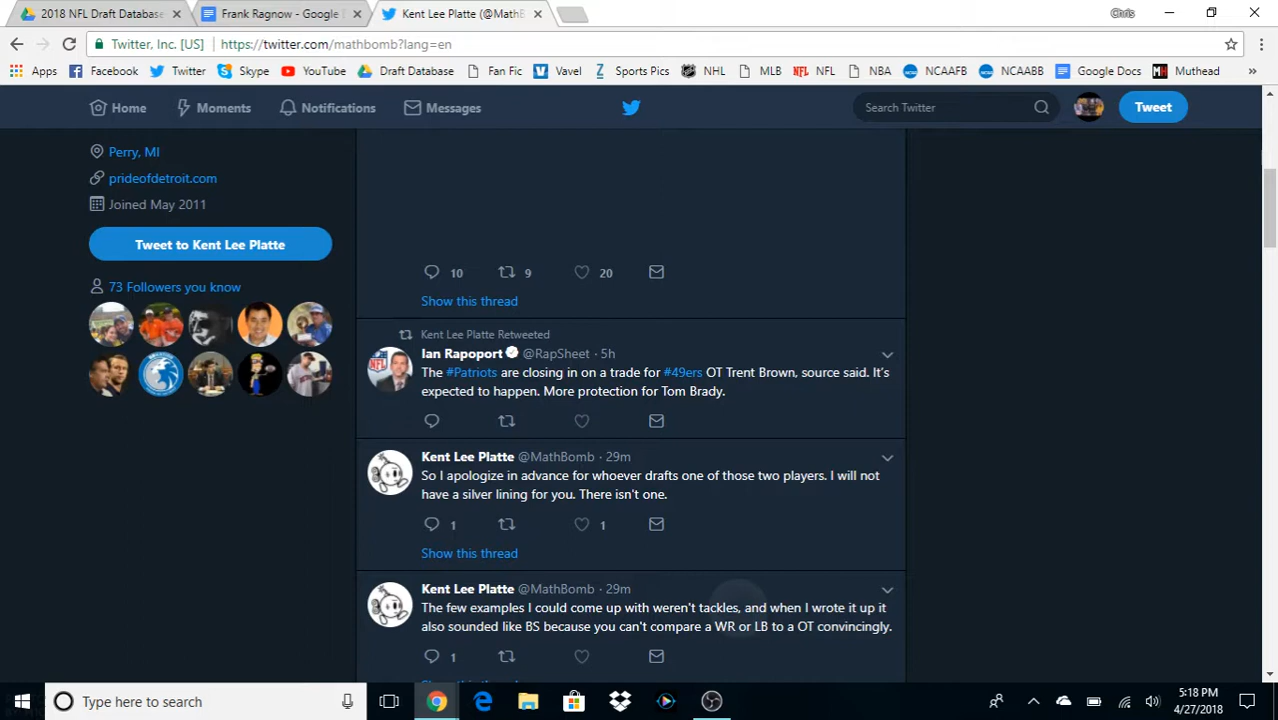 2018 NFL Draft Database
Frank Ragnow - Google
Kent Lee Platte (@MathB
Chris
Twitter, Inc. [US]
https://twitter.com/mathbomb?lang=en
Apps
Facebook
Twitter
Skype
YouTube
Draft Database
Fan Fic
Vavel
Sports Pics
NHL
MLB
NFL
NBA
NCAAFB
NCAABB
Google Docs
Muthead
»
Home
Moments
Notifications
Messages
Search Twitter
Tweet
Perry, MI
prideofdetroit.com
Joined May 2011
Tweet to Kent Lee Platte
73 Followers you know
10 9 20
Show this thread
Kent Lee Platte Retweeted
Ian Rapoport @RapSheet · 5h
The #Patriots are closing in on a trade for #49ers OT Trent Brown, source said. It's
expected to happen. More protection for Tom Brady.
Kent Lee Platte @MathBomb · 29m
So I apologize in advance for whoever drafts one of those two players. I will not
have a silver lining for you. There isn't one.
1 1
Show this thread
Kent Lee Platte @MathBomb · 29m
The few examples I could come up with weren't tackles, and when I wrote it up it
also sounded like BS because you can't compare a WR or LB to a OT convincingly.
1
Type here to search
5:18 PM
4/27/2018